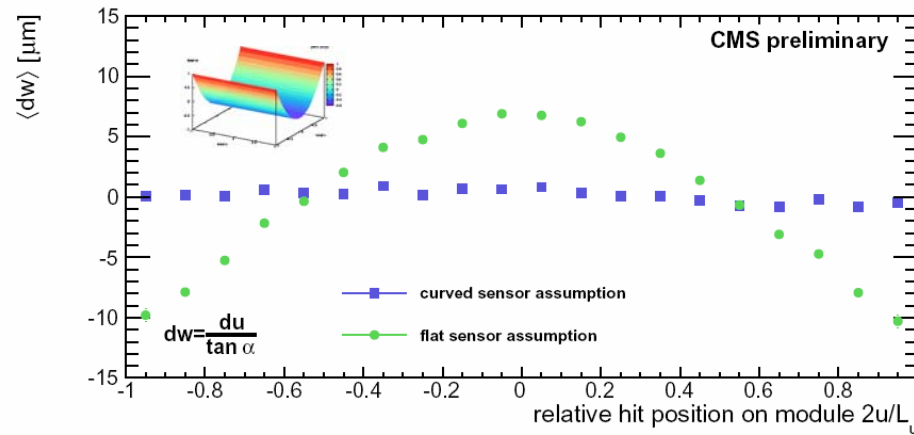 CMS preliminary
⟨dw⟩ [μm]
15
10
5
0
-5
-10
-15
curved sensor assumption
flat sensor assumption
dw=du/tan α
-1 -0.8 -0.6 -0.4 -0.2 0 0.2 0.4 0.6 0.8 1
relative hit position on module 2u/Lu